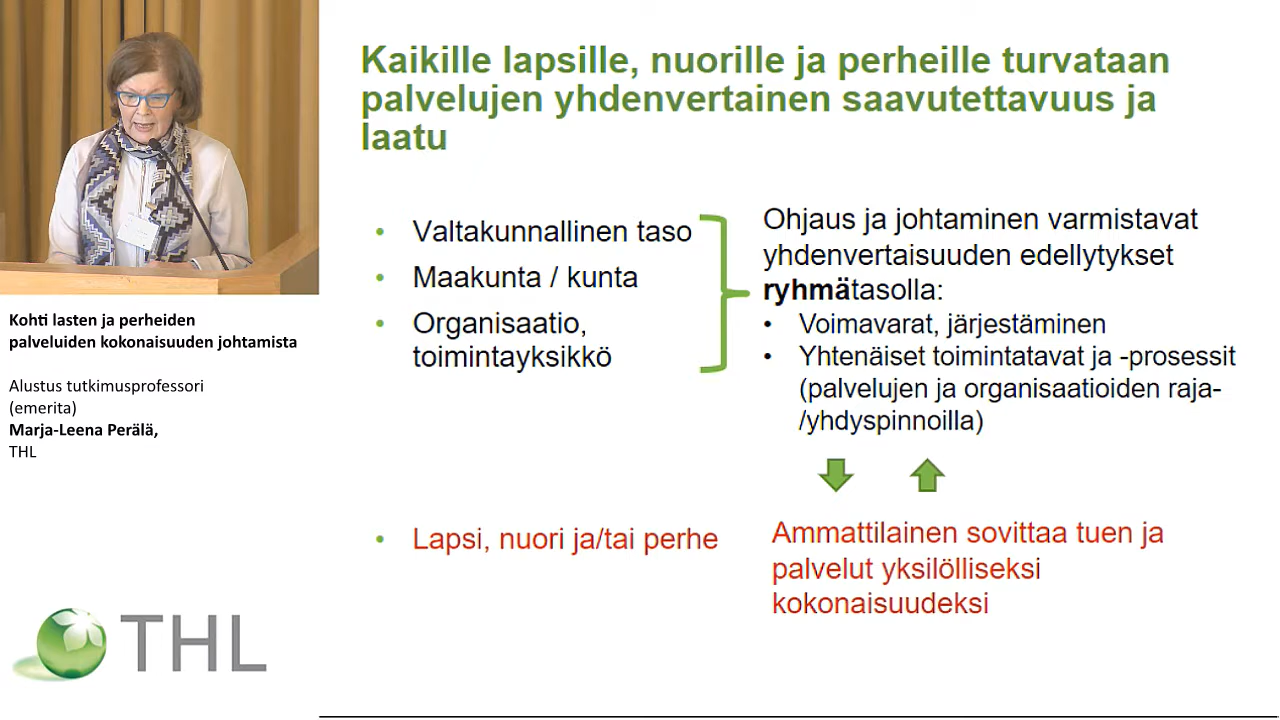 Kaikille lapsille, nuorille ja perheille turvataan
palvelujen yhdenvertainen saavutettavuus ja
laatu
• Valtakunnallinen taso
• Maakunta / kunta
• Organisaatio,
toimintayksikkö
Ohjaus ja johtaminen varmistavat
yhdenvertaisuuden edellytykset
ryhmätasolla:
• Voimavarat, järjestäminen
• Yhtenäiset toimintatavat ja -prosessit
(palvelujen ja organisaatioiden raja-
/yhdyspinnoilla)
• Lapsi, nuori ja/tai perhe
Ammattilainen sovittaa tuen ja
palvelut yksilölliseksi
kokonaisuudeksi
Kohti lasten ja perheiden
palveluiden kokonaisuuden johtamista
Alustus tutkimusprofessori
(emerita)
Marja-Leena Perälä,
THL
THL